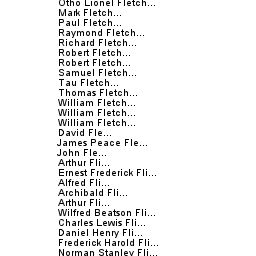 Otho Lionel Fletch...
Mark Fletch...
Paul Fletch...
Raymond Fletch...
Richard Fletch...
Robert Fletch...
Robert Fletch...
Samuel Fletch...
Tau Fletch...
Thomas Fletch...
William Fletch...
William Fletch...
William Fletch...
David Fle...
James Peace Fle...
John Fle...
Arthur Fli...
Ernest Frederick Fli...
Alfred Fli...
Archibald Fli...
Arthur Fli...
Wilfred Beatson Fli...
Charles Lewis Fli...
Daniel Henry Fli...
Frederick Harold Fli...
Norman Stanley Fli...